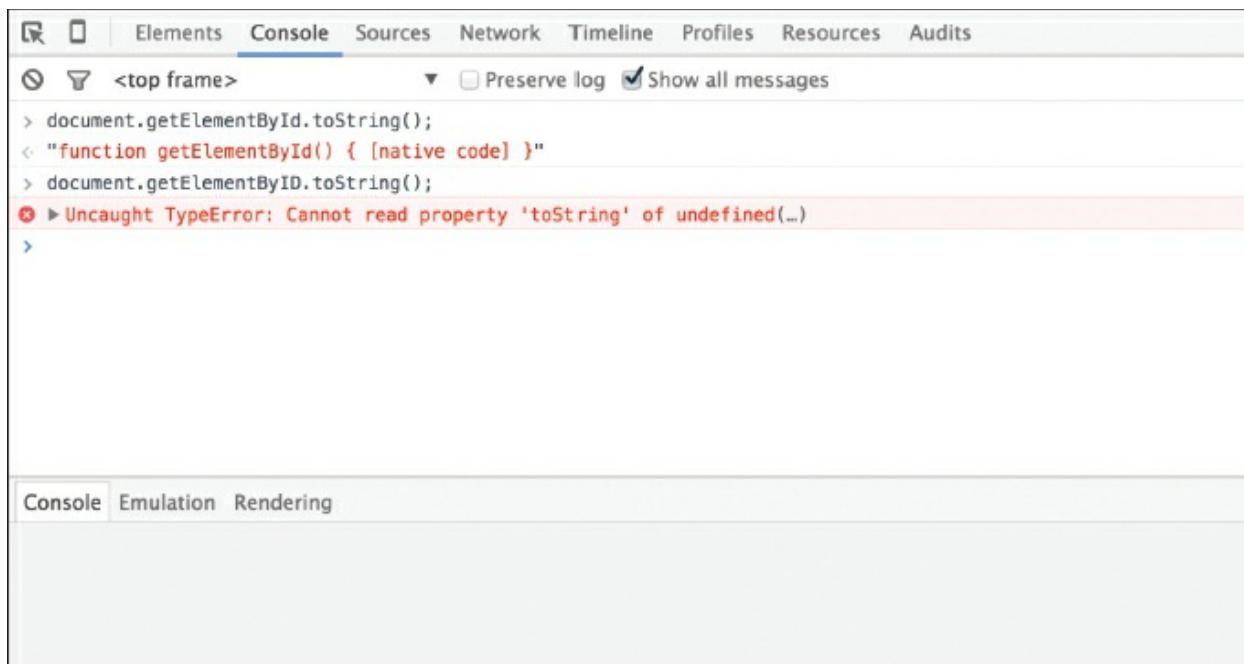 Elements Console Sources Network Timeline Profiles Resources Audits
<top frame> ▼ Preserve log Show all messages
> document.getElementById.toString();
< "function getElementById() { [native code] }"
> document.getElementByID.toString();
▶ Uncaught TypeError: Cannot read property 'toString' of undefined(…)
>
Console Emulation Rendering